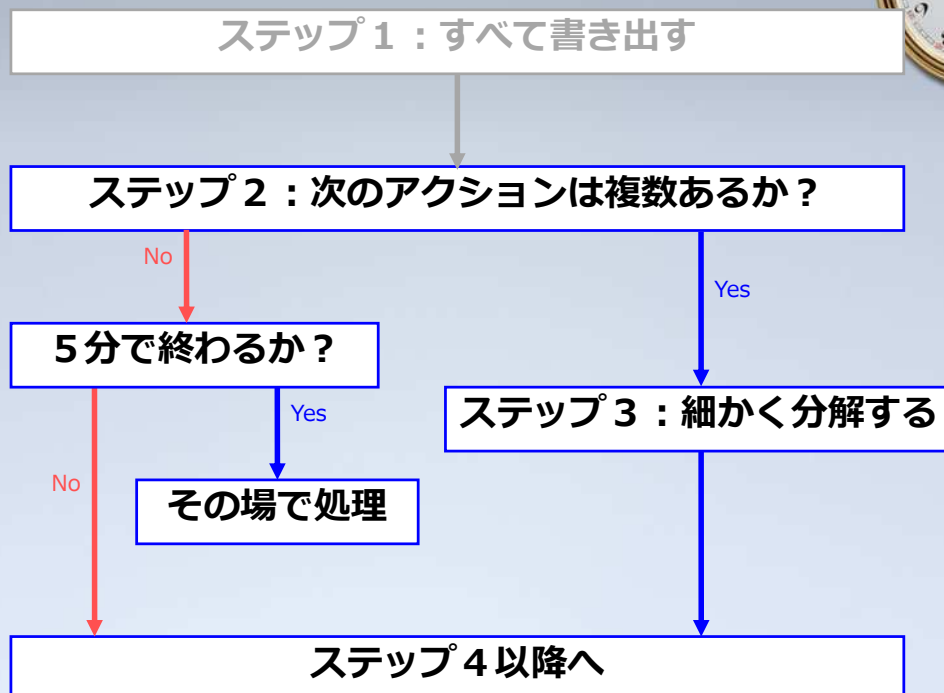 ステップ１：すべて書き出す
ステップ２：次のアクションは複数あるか？
No
Yes
５分で終わるか？
Yes
ステップ３：細かく分解する
No
その場で処理
ステップ４以降へ